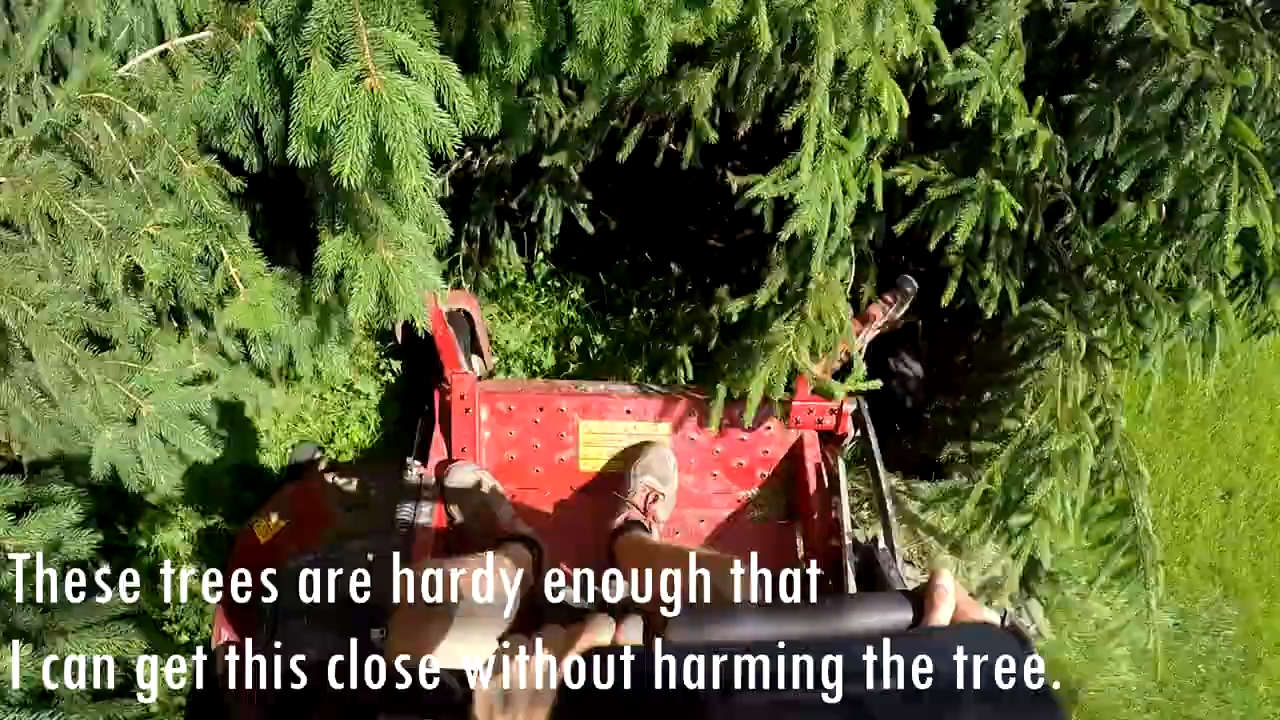 These trees are hardy enough that
I can get this close without harming the tree.